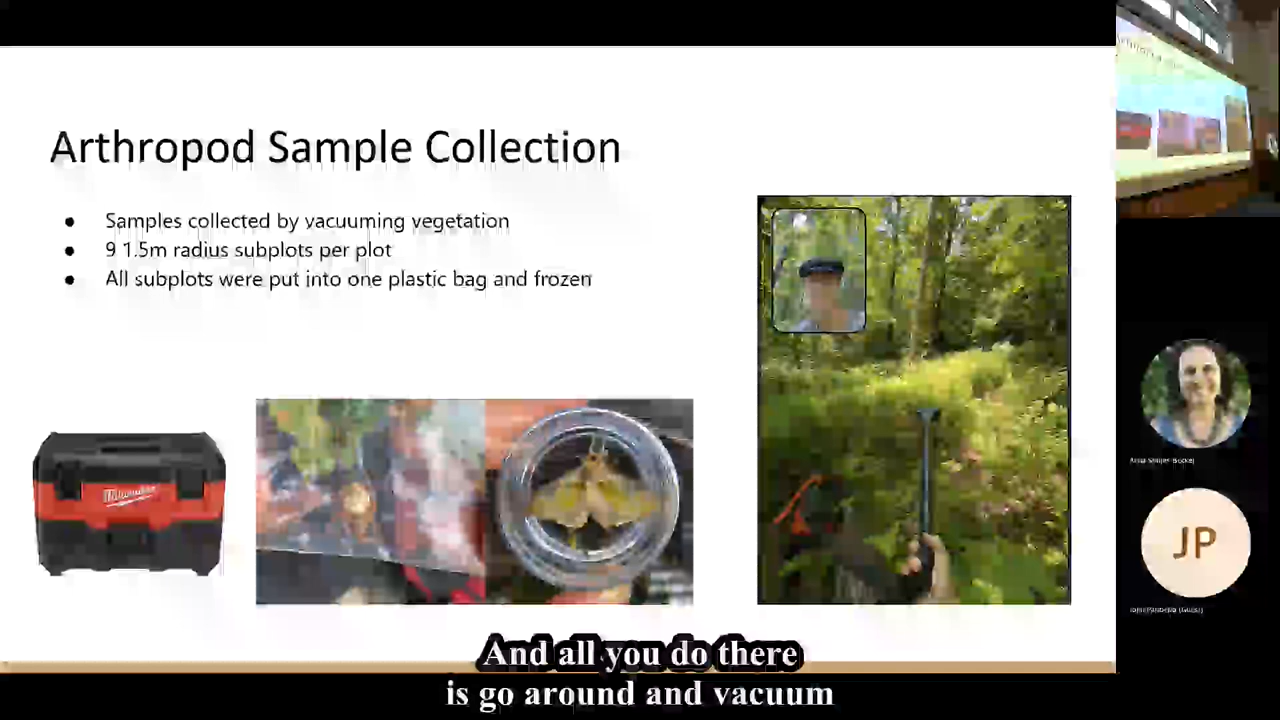 Arthropod Sample Collection
● Samples collected by vacuuming vegetation
● 9 1.5m radius subplots per plot
● All subplots were put into one plastic bag and frozen
Milwaukee
JP
And all you do there
is go around and vacuum